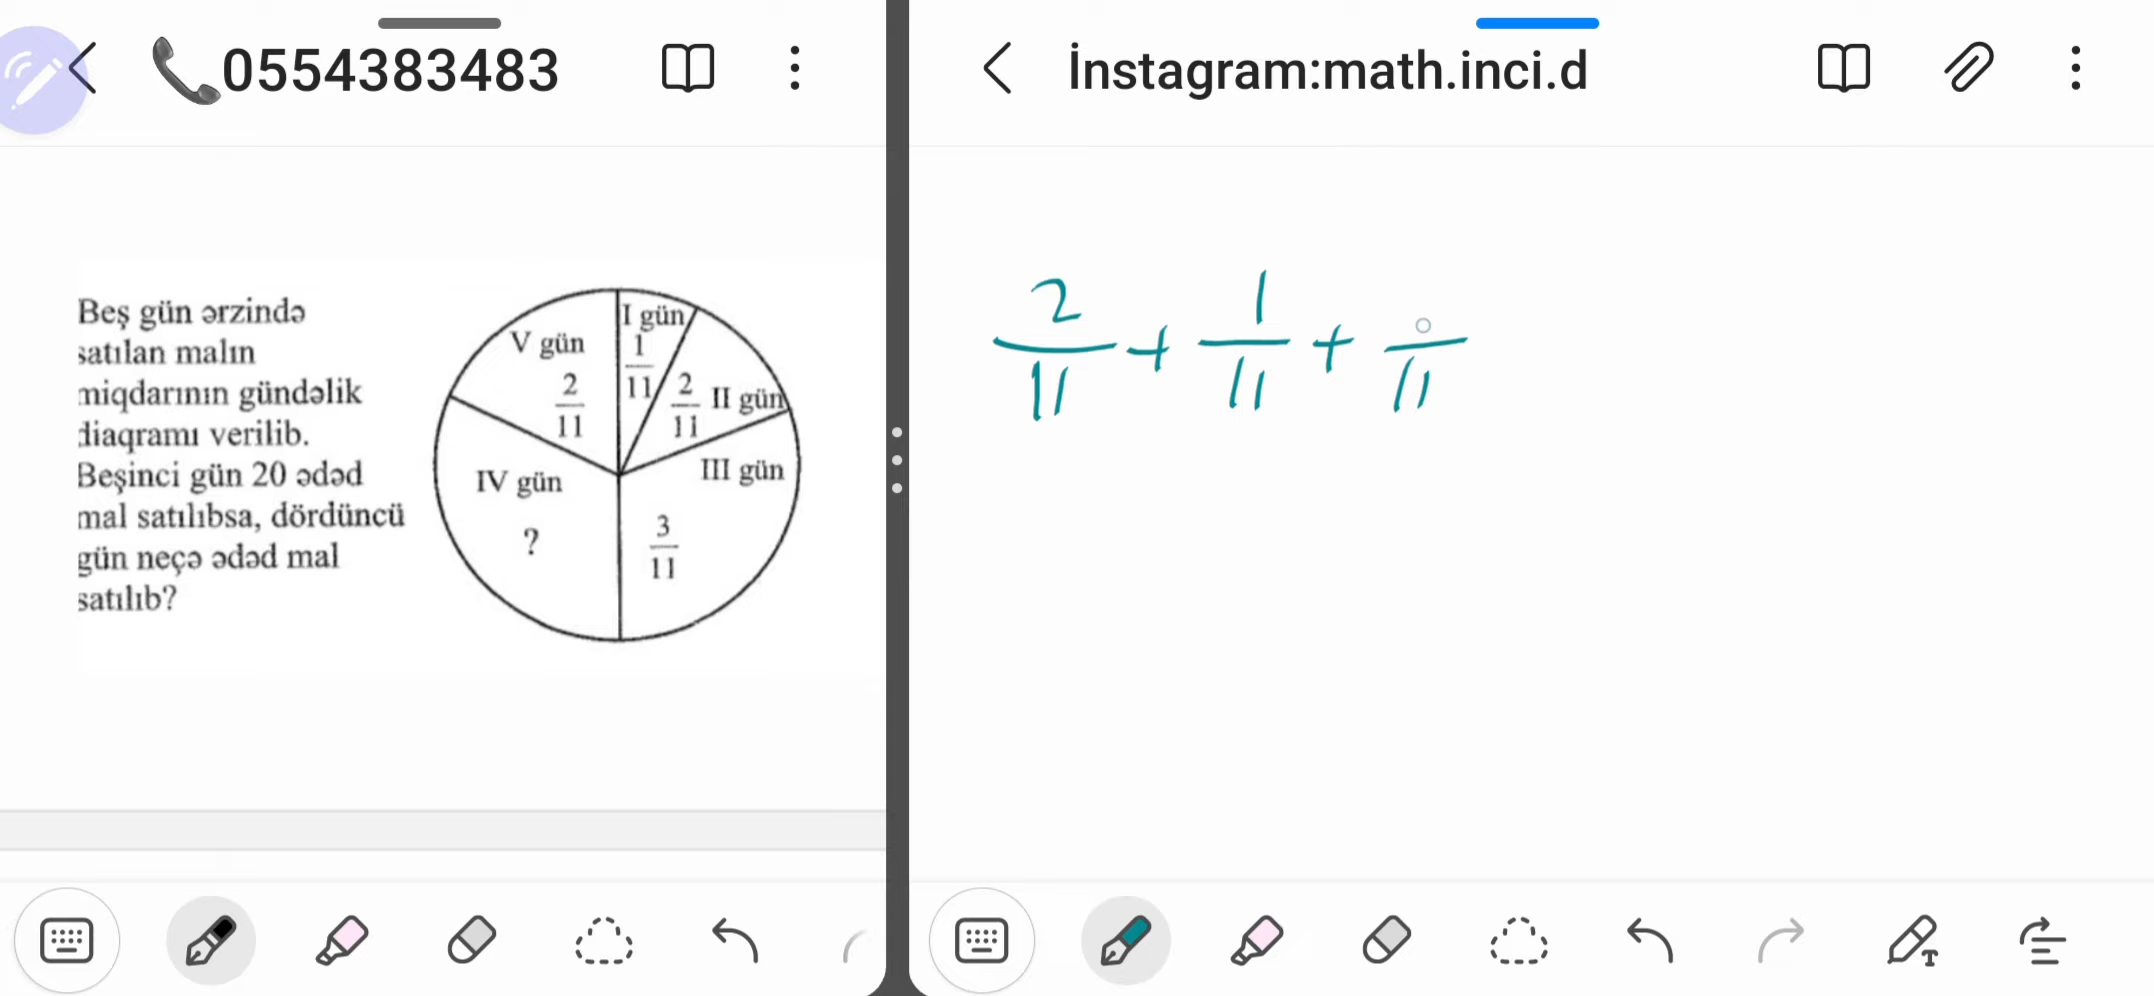 0554383483
İnstagram:math.inci.d
Beş gün ərzində
satılan malın
miqdarının gündəlik
diaqramı verilib.
Beşinci gün 20 ədəd
mal satılıbsa, dördüncü
gün neçə ədəd mal
satılıb?
I gün
1/11
2/11 II gün
III gün
3/11
IV gün
?
V gün
2/11
2/11 + 1/11 + /11